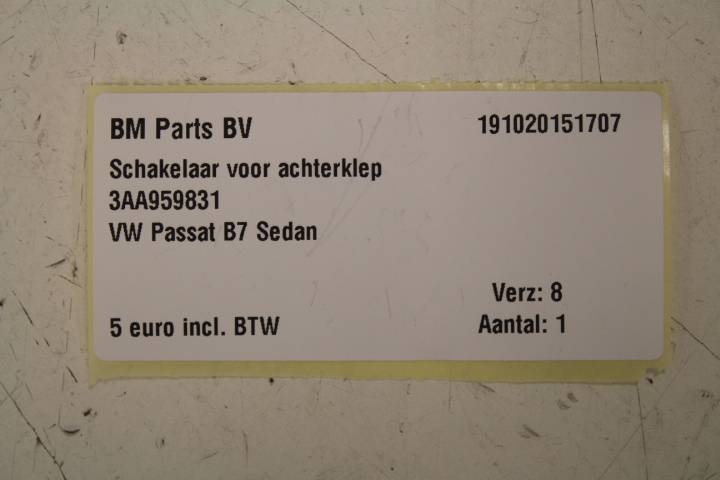 BM Parts BV 191020151707
Schakelaar voor achterklep
3AA959831
VW Passat B7 Sedan
Verz: 8
5 euro incl. BTW Aantal: 1